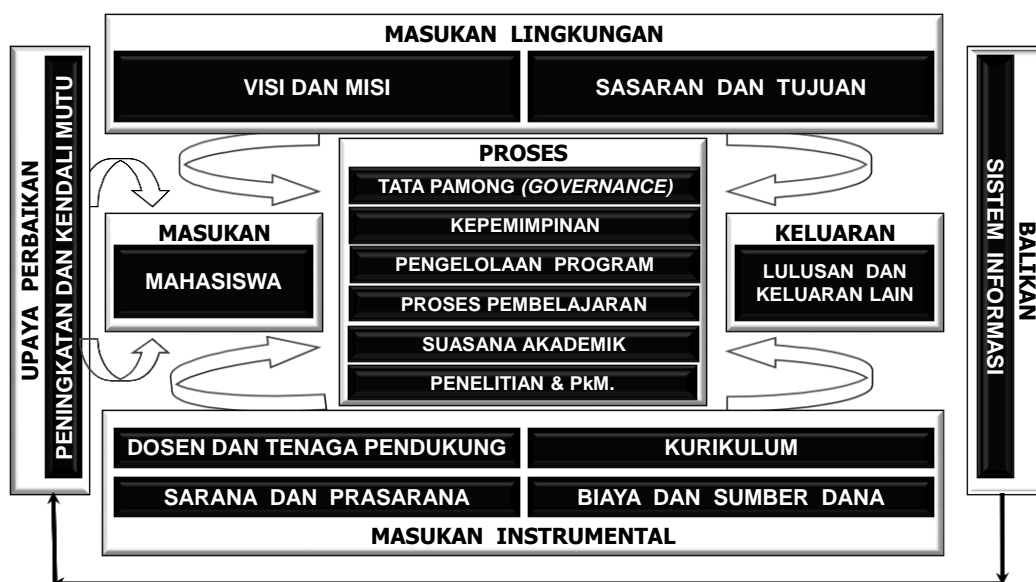 MASUKAN LINGKUNGAN
VISI DAN MISI
SASARAN DAN TUJUAN
UPAYA PERBAIKAN
PENINGKATAN DAN KENDALI MUTU
PROSES
TATA PAMONG (GOVERNANCE)
KEPEMIMPINAN
PENGELOLAAN PROGRAM
PROSES PEMBELAJARAN
SUASANA AKADEMIK
PENELITIAN & PkM.
MASUKAN
MAHASISWA
KELUARAN
LULUSAN DAN
KELUARAN LAIN
SISTEM INFORMASI
BALIKAN
DOSEN DAN TENAGA PENDUKUNG
KURIKULUM
SARANA DAN PRASARANA
BIAYA DAN SUMBER DANA
MASUKAN INSTRUMENTAL